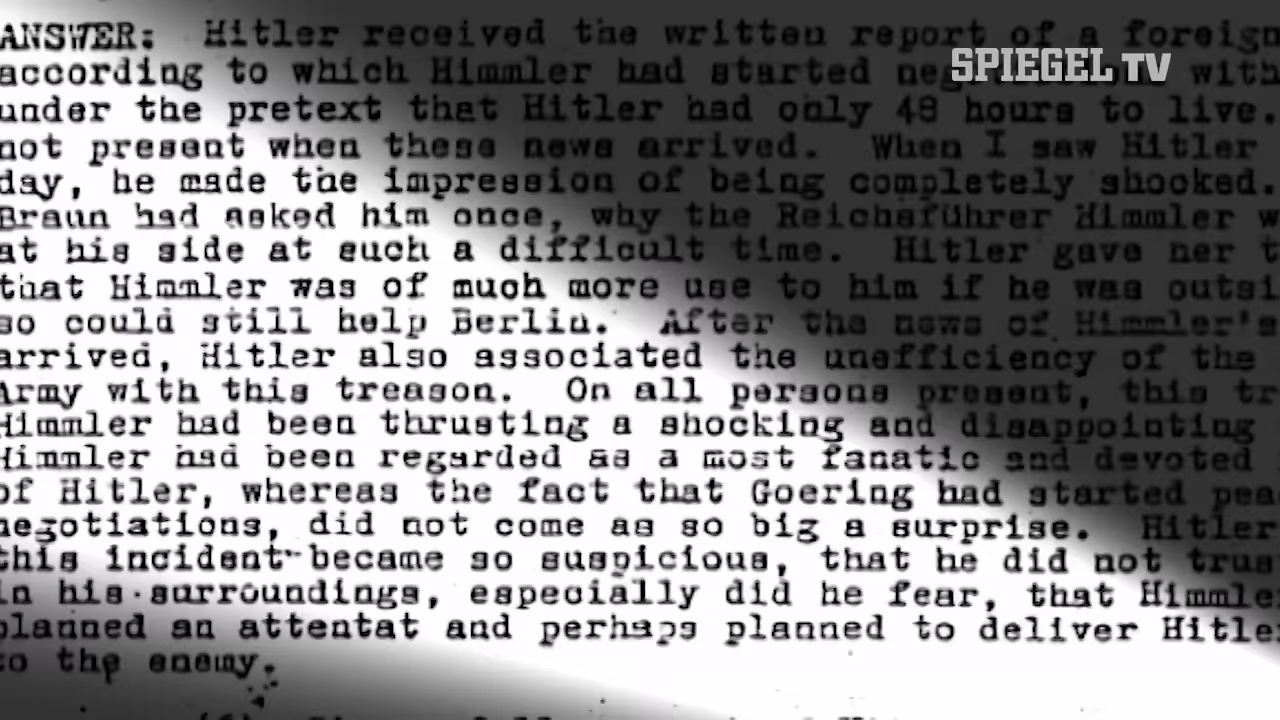 ANSWER: Hitler received the written report of a foreign
SPIEGEL TV
according to which Himmler had started with
under the pretext that Hitler had only 48 hours to live.
not present when these news arrived. When I saw Hitler
day, he made the impression of being completely shocked.
Braun had asked him once, why the Reichsführer Himmler w
at his side at such a difficult time. Hitler gave her t
that Himmler was of much more use to him if he was outsi
so could still help Berlin. After the news of Himmler's
arrived, Hitler also associated the unefficiency of the
Army with this treason. On all persons present, this tr
Himmler had been thrusting a shocking and disappointing
Himmler had been regarded as a most fanatic and devoted
of Hitler, whereas the fact that Goering had started pea
negotiations, did not come as so big a surprise. Hitler
this incident became so suspicious, that he did not trus
in his surroundings, especially did he fear, that Himmle
planned an attentat and perhaps planned to deliver Hitle
to the enemy.